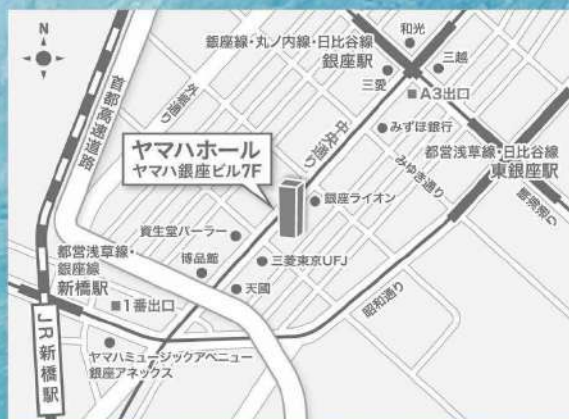 N
和光
銀座線・丸ノ内線・日比谷線
銀座駅
三越
三愛
A3出口
首都高速道路
外堀通り
中央通り
みずほ銀行
ヤマハホール
ヤマハ銀座ビル7F
都営浅草線・日比谷線
東銀座駅
みゆき通り
晴海通り
銀座ライオン
資生堂パーラー
都営浅草線・
銀座線
新橋駅
博品館
三菱東京UFJ
1番出口
天國
昭和通り
JR新橋駅
ヤマハミュージックアベニュー
銀座アネックス